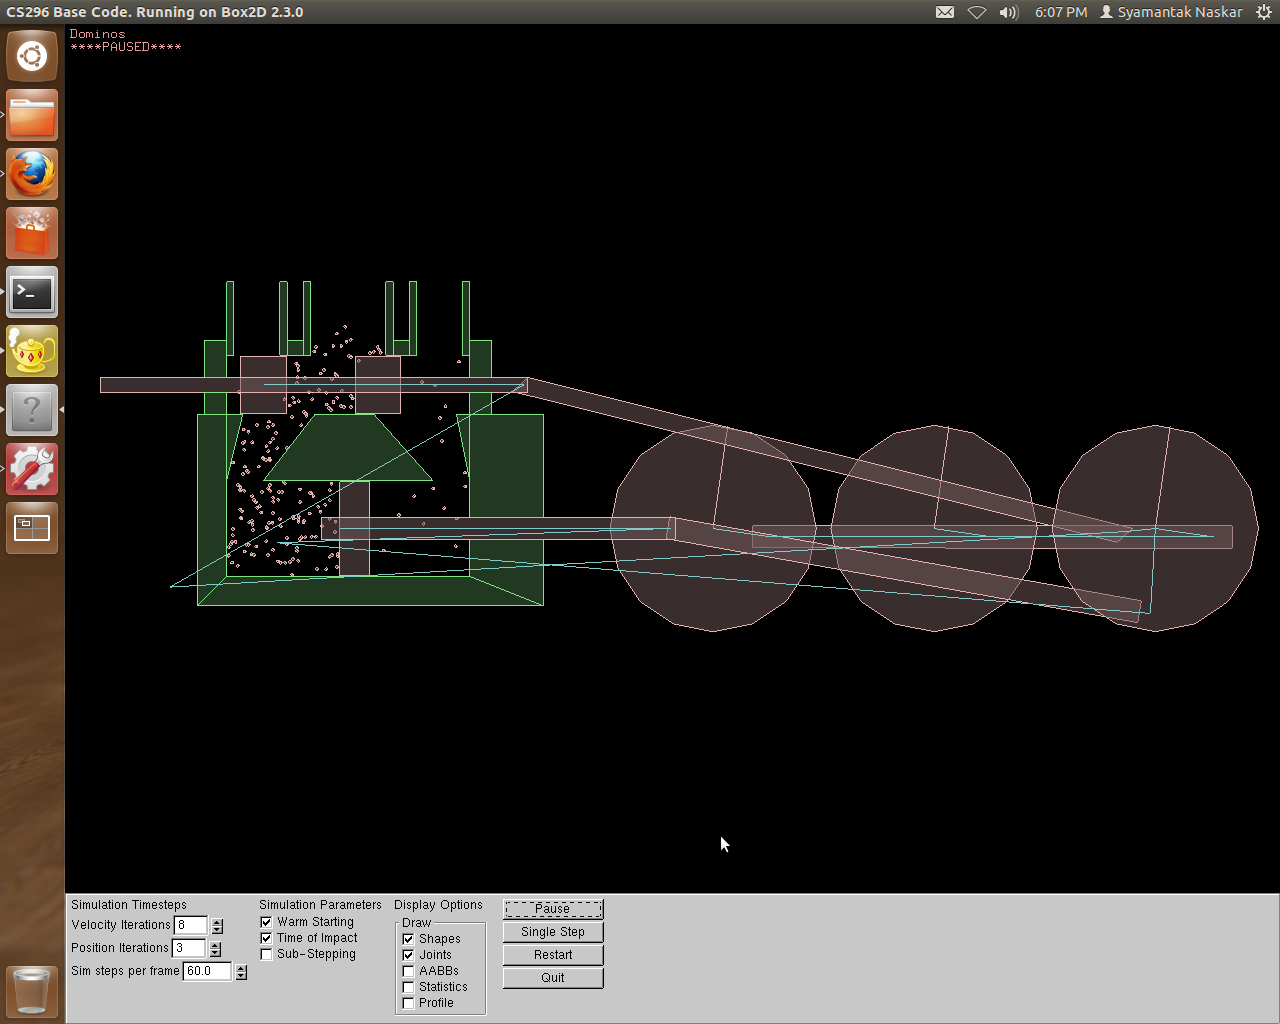 CS296 Base Code. Running on Box2D 2.3.0
6:07 PM
Syamantak Naskar
Dominos
****PAUSED****
Simulation Timesteps
Velocity Iterations 8
Position Iterations 3
Sim steps per frame 60.0
Simulation Parameters
Warm Starting
Time of Impact
Sub-Stepping
Display Options
Draw
Shapes
Joints
AABBs
Statistics
Profile
Pause
Single Step
Restart
Quit